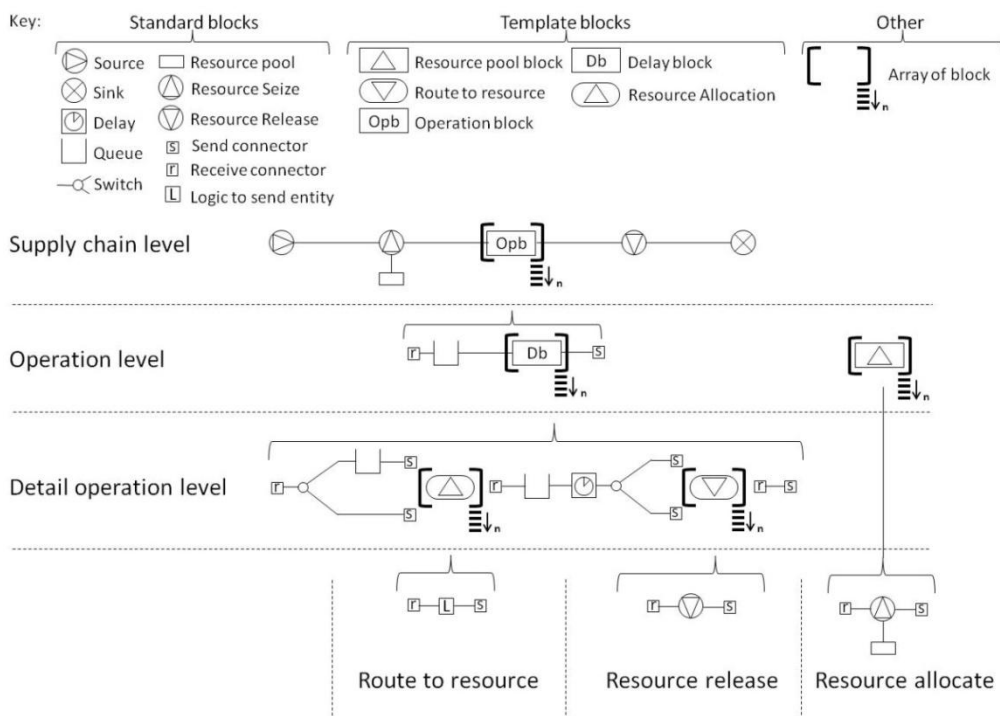 Key:
Standard blocks
Template blocks
Other
Source
Resource pool
Resource pool block
Db
Delay block
Array of block
Sink
Resource Seize
Route to resource
Resource Allocation
n
Delay
Resource Release
Opb
Operation block
Queue
s
Send connector
r
Receive connector
Switch
L
Logic to send entity
Supply chain level
Opb
n
Operation level
r
Db
s
n
n
Detail operation level
r
s
s
n
r
s
s
n
r
s
r
L
s
r
s
r
s
Route to resource
Resource release
Resource allocate